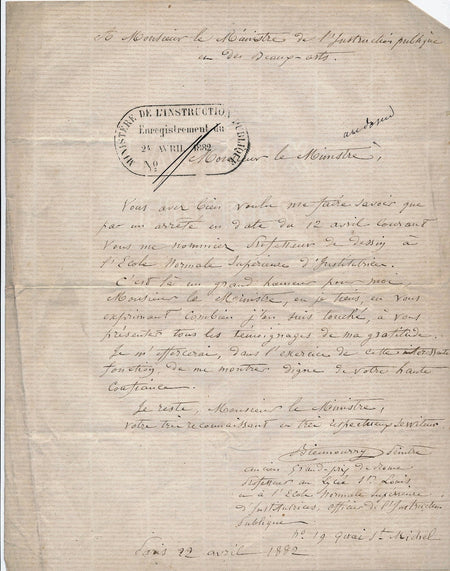 A Monsieur le Ministre de l'Instruction publique
et des Beaux-arts.
MINISTÈRE DE L'INSTRUCTION PUBLIQUE
Enregistrement du
24 AVRIL 1882
No
Monsieur le Ministre,
Vous avez bien voulu me faire savoir que
par un arrêté en date du 12 avril courant
Vous me nommiez Professeur de dessin à
l'Ecole Normale Supérieure d'Institutrices.
C'est là un grand honneur pour moi,
Monsieur le Ministre, et je tiens, en vous
exprimant combien j'en suis touché, à vous
présenter tous les témoignages de ma gratitude.
Je m'efforcerai, dans l'exercice de cette intéressante
fonction de me montrer digne de votre haute
confiance.
Je reste, Monsieur le Ministre,
votre très reconnaissant et très respectueux serviteur
Biennourry Peintre
ancien Grand prix de Rome
Professeur au Lycée St. Louis
et à l'Ecole Normale Supérieure
d'Institutrices, officier de l'Instruction
Publique
no. 19 quai St. Michel
Paris 22 avril 1882